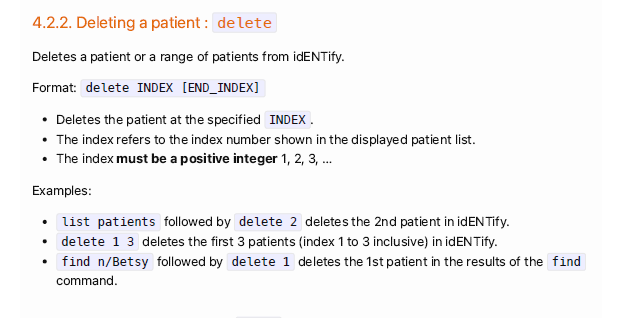 4.2.2. Deleting a patient : delete
Deletes a patient or a range of patients from idENTify.
Format: delete INDEX [END_INDEX]
• Deletes the patient at the specified INDEX .
• The index refers to the index number shown in the displayed patient list.
• The index must be a positive integer 1, 2, 3, ...
Examples:
• list patients followed by delete 2 deletes the 2nd patient in idENTify.
• delete 1 3 deletes the first 3 patients (index 1 to 3 inclusive) in idENTify.
• find n/Betsy followed by delete 1 deletes the 1st patient in the results of the find
command.